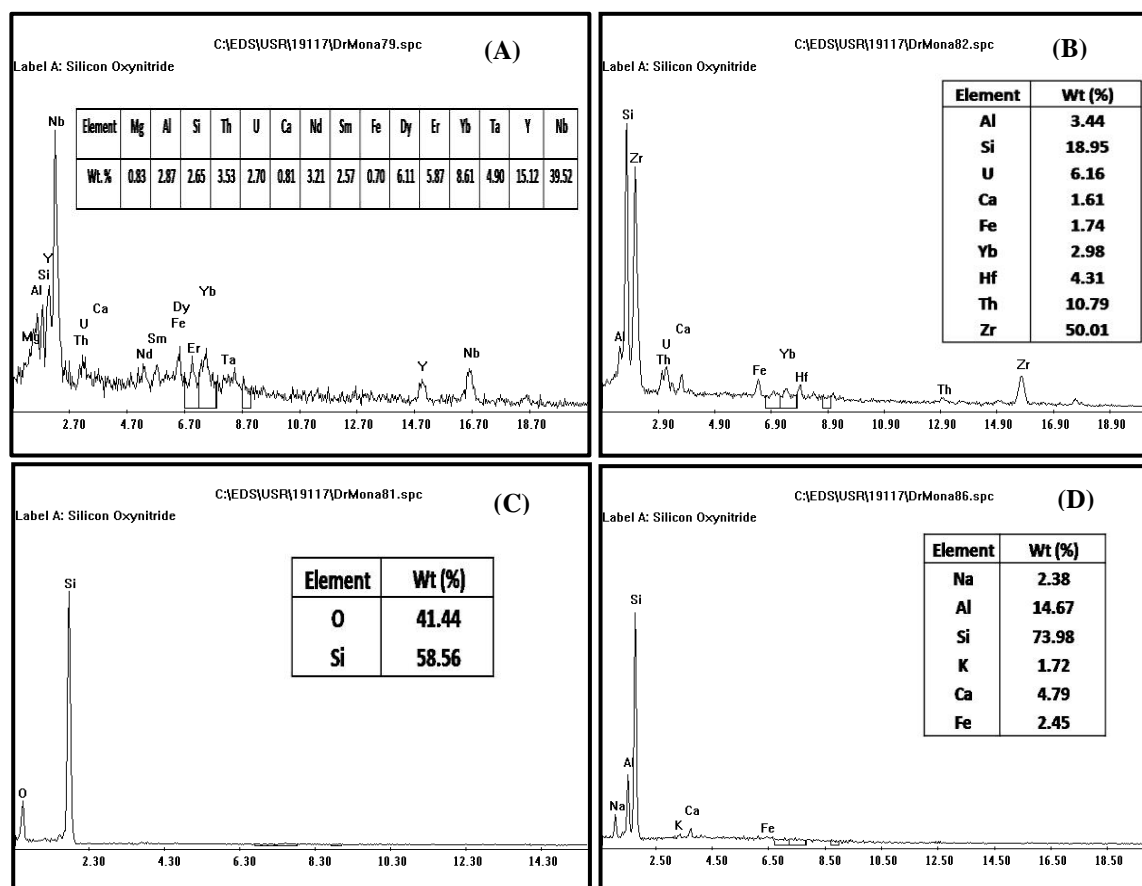 C:\EDS\USR\19117\DrMona79.spc
(A)
Label A: Silicon Oxynitride
Element Mg Al Si Th U Ca Nd Sm Fe Dy Er Yb Ta Y Nb
Wt.% 0.83 2.87 2.65 3.53 2.70 0.81 3.21 2.57 0.70 6.11 5.87 8.61 4.90 15.12 39.52
Nb
Y
Si
Al
Mg
Ca
U
Th
Nd
Sm
Dy
Fe
Er
Yb
Ta
Y
Nb
2.70 4.70 6.70 8.70 10.70 12.70 14.70 16.70 18.70
C:\EDS\USR\19117\DrMona82.spc
(B)
Label A: Silicon Oxynitride
Element Wt (%)
Al 3.44
Si 18.95
U 6.16
Ca 1.61
Fe 1.74
Yb 2.98
Hf 4.31
Th 10.79
Zr 50.01
Si
Zr
Al
U
Th
Ca
Fe
Yb
Hf
Th
Zr
2.90 4.90 6.90 8.90 10.90 12.90 14.90 16.90 18.90
C:\EDS\USR\19117\DrMona81.spc
(C)
Label A: Silicon Oxynitride
Element Wt (%)
O 41.44
Si 58.56
Si
O
2.30 4.30 6.30 8.30 10.30 12.30 14.30
C:\EDS\USR\19117\DrMona86.spc
(D)
Label A: Silicon Oxynitride
Element Wt (%)
Na 2.38
Al 14.67
Si 73.98
K 1.72
Ca 4.79
Fe 2.45
Si
Al
Na
K
Ca
Fe
2.50 4.50 6.50 8.50 10.50 12.50 14.50 16.50 18.50